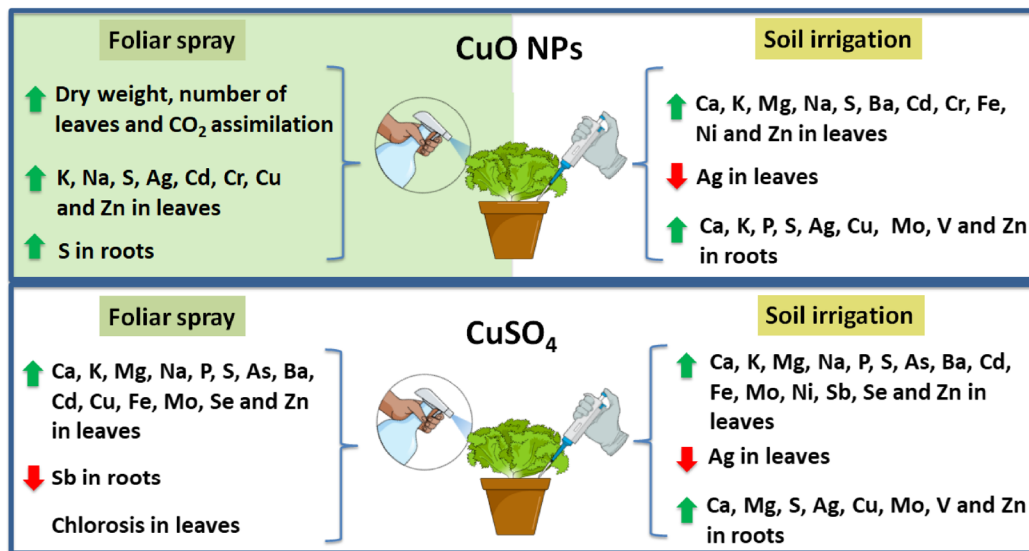 Foliar spray
Dry weight, number of
leaves and CO₂ assimilation
K, Na, S, Ag, Cd, Cr, Cu
and Zn in leaves
S in roots
CuO NPs
Soil irrigation
Ca, K, Mg, Na, S, Ba, Cd, Cr, Fe,
Ni and Zn in leaves
Ag in leaves
Ca, K, P, S, Ag, Cu, Mo, V and Zn
in roots
Foliar spray
Ca, K, Mg, Na, P, S, As, Ba,
Cd, Cu, Fe, Mo, Se and Zn
in leaves
Sb in roots
Chlorosis in leaves
CuSO₄
Soil irrigation
Ca, K, Mg, Na, P, S, As, Ba, Cd,
Fe, Mo, Ni, Sb, Se and Zn in
leaves
Ag in leaves
Ca, Mg, S, Ag, Cu, Mo, V and Zn
in roots